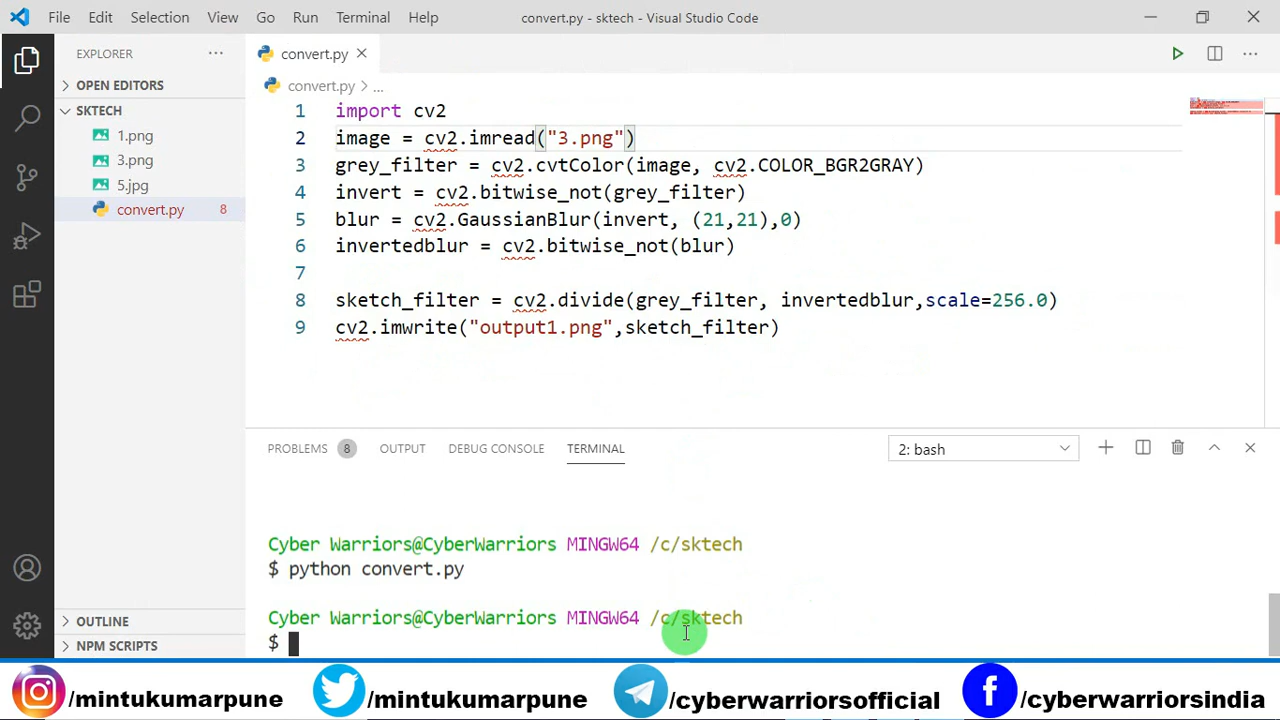 File Edit Selection View Go Run Terminal Help convert.py - sktech - Visual Studio Code
EXPLORER
OPEN EDITORS
SKTECH
1.png
3.png
5.jpg
convert.py 8
OUTLINE
NPM SCRIPTS
convert.py
convert.py > ...
1 import cv2
2 image = cv2.imread("3.png")
3 grey_filter = cv2.cvtColor(image, cv2.COLOR_BGR2GRAY)
4 invert = cv2.bitwise_not(grey_filter)
5 blur = cv2.GaussianBlur(invert, (21,21),0)
6 invertedblur = cv2.bitwise_not(blur)
7
8 sketch_filter = cv2.divide(grey_filter, invertedblur,scale=256.0)
9 cv2.imwrite("output1.png",sketch_filter)
PROBLEMS 8 OUTPUT DEBUG CONSOLE TERMINAL 2: bash
Cyber Warriors@CyberWarriors MINGW64 /c/sktech
$ python convert.py
Cyber Warriors@CyberWarriors MINGW64 /c/sktech
$
/mintukumarpune /mintukumarpune /cyberwarriorsofficial /cyberwarriorsindia